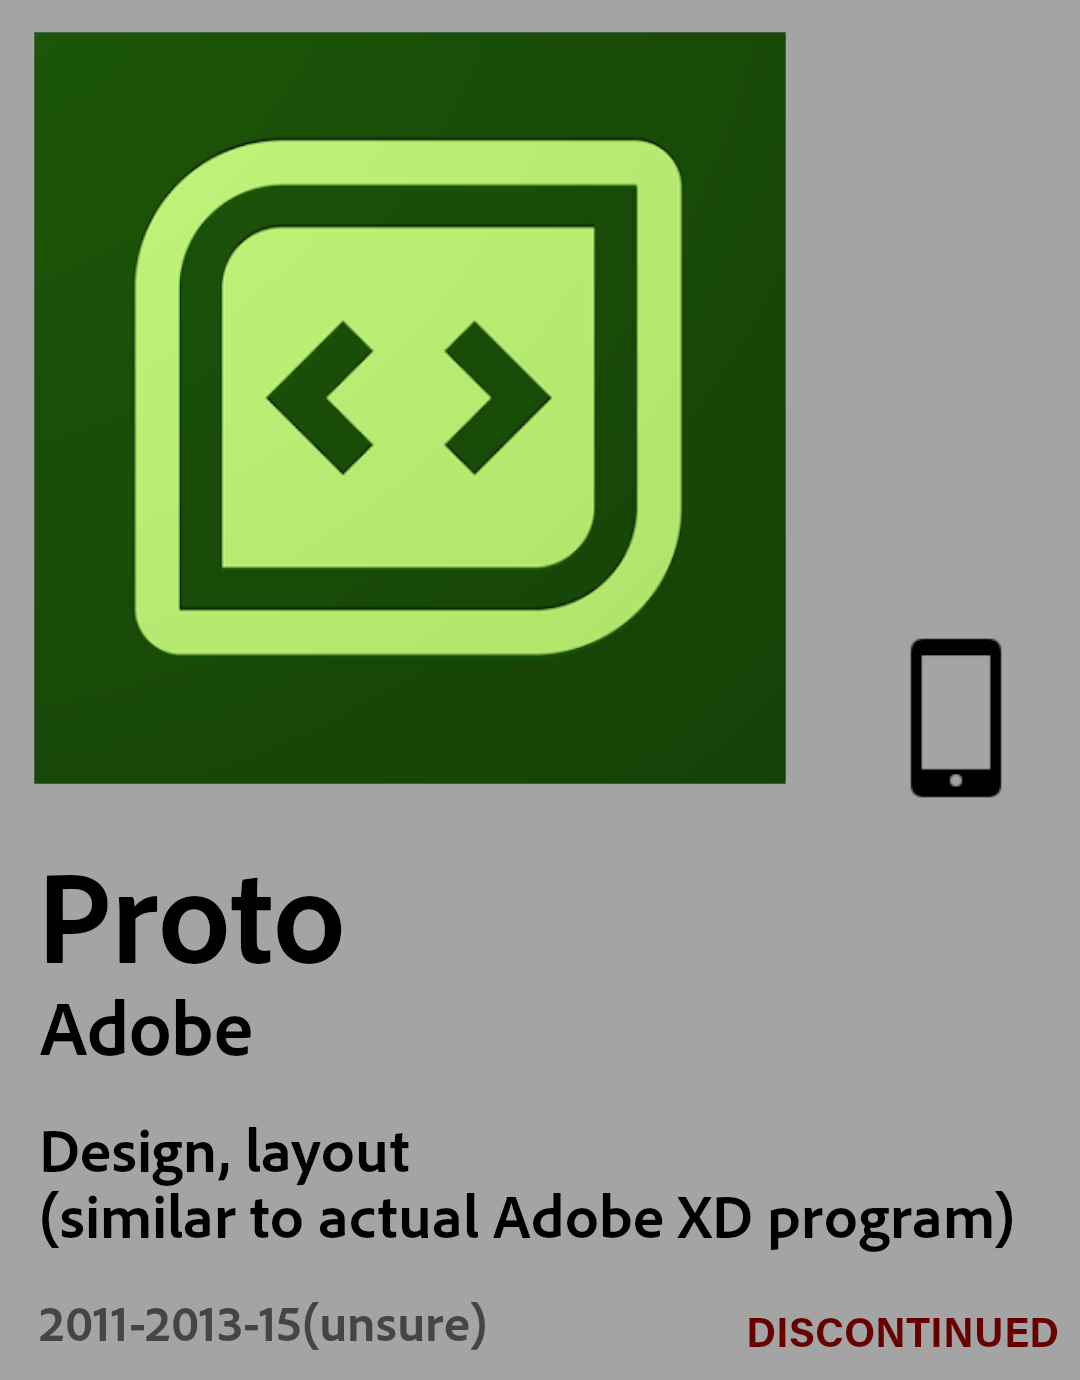 Proto
Adobe
Design, layout
(similar to actual Adobe XD program)
2011-2013-15(unsure)
DISCONTINUED